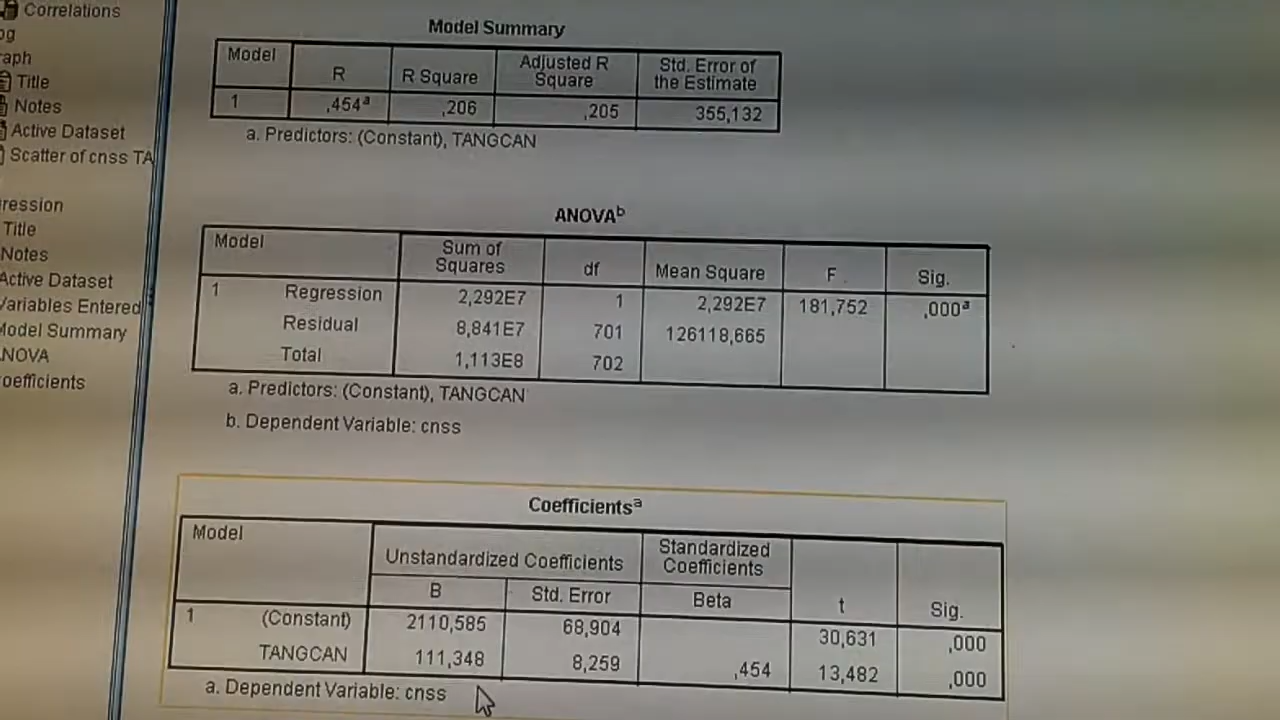 Correlations
og
raph
Title
Notes
Active Dataset
Scatter of cnss TA
ression
Title
Notes
Active Dataset
Variables Entered
Model Summary
NOVA
oefficients
Model Summary
Model R R Square Adjusted R Square Std. Error of the Estimate
1 ,454a ,206 ,205 355,132
a. Predictors: (Constant), TANGCAN
ANOVAb
Model Sum of Squares df Mean Square F Sig.
1 Regression 2,292E7 1 2,292E7 181,752 ,000a
Residual 8,841E7 701 126118,665
Total 1,113E8 702
a. Predictors: (Constant), TANGCAN
b. Dependent Variable: cnss
Coefficientsa
Model Unstandardized Coefficients Standardized Coefficients t Sig.
B Std. Error Beta
1 (Constant) 2110,585 68,904 30,631 ,000
TANGCAN 111,348 8,259 ,454 13,482 ,000
a. Dependent Variable: cnss